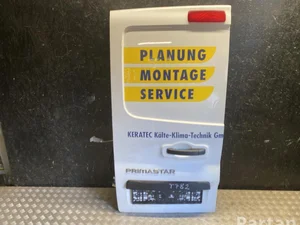 PLANUNG
MONTAGE
SERVICE
KERATEC Kälte-Klima-Technik Gm
PRIMASTAR